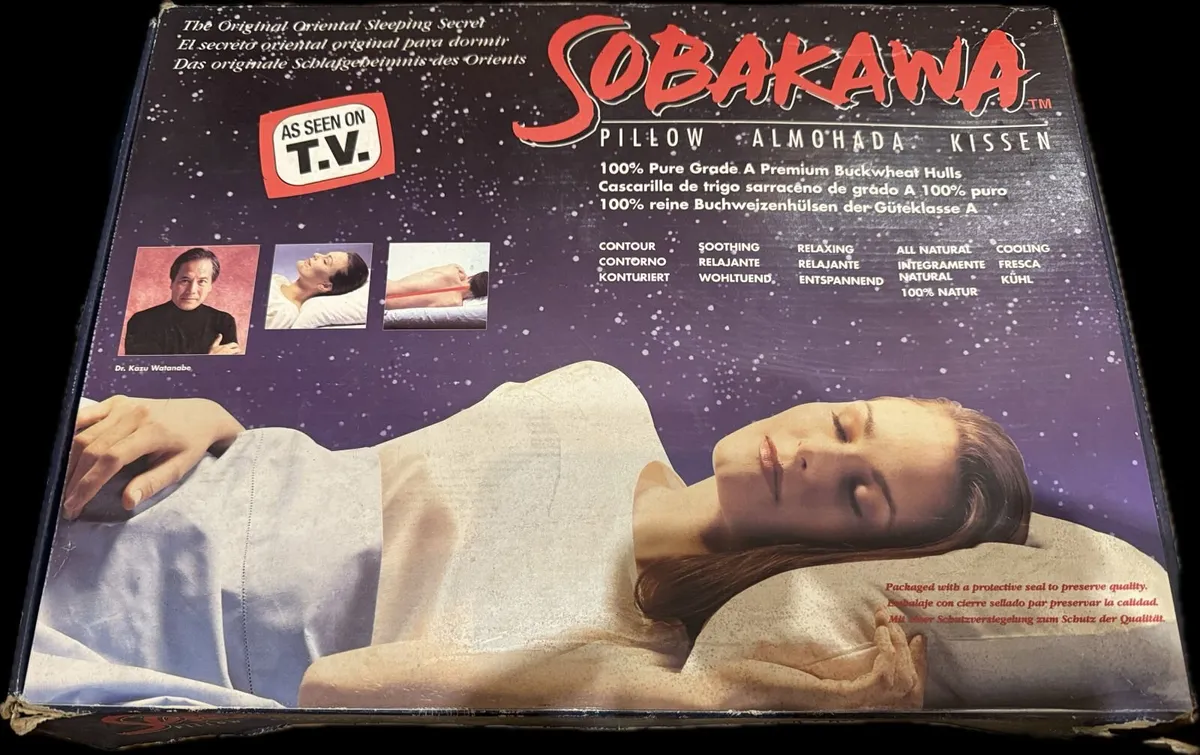 The Original Oriental Sleeping Secret
El secreto oriental original para dormir
Das originale Schlafgeheimnis des Orients
AS SEEN ON
T.V.
SOBAKAWA™
PILLOW ALMOHADA KISSEN
100% Pure Grade A Premium Buckwheat Hulls
Cascarilla de trigo sarraceno de grado A 100% puro
100% reine Buchweizenhülsen der Güteklasse A
CONTOUR SOOTHING RELAXING ALL NATURAL COOLING
CONTORNO RELAJANTE RELAJANTE INTEGRAMENTE FRESCA
KONTURIERT WOHLTUEND ENTSPANNEND NATURAL KÜHL
100% NATUR
Dr. Kazu Watanabe
Packaged with a protective seal to preserve quality.
Embalaje con cierre sellado par preservar la calidad.
Mit einer Schutzversiegelung zum Schutz der Qualität.